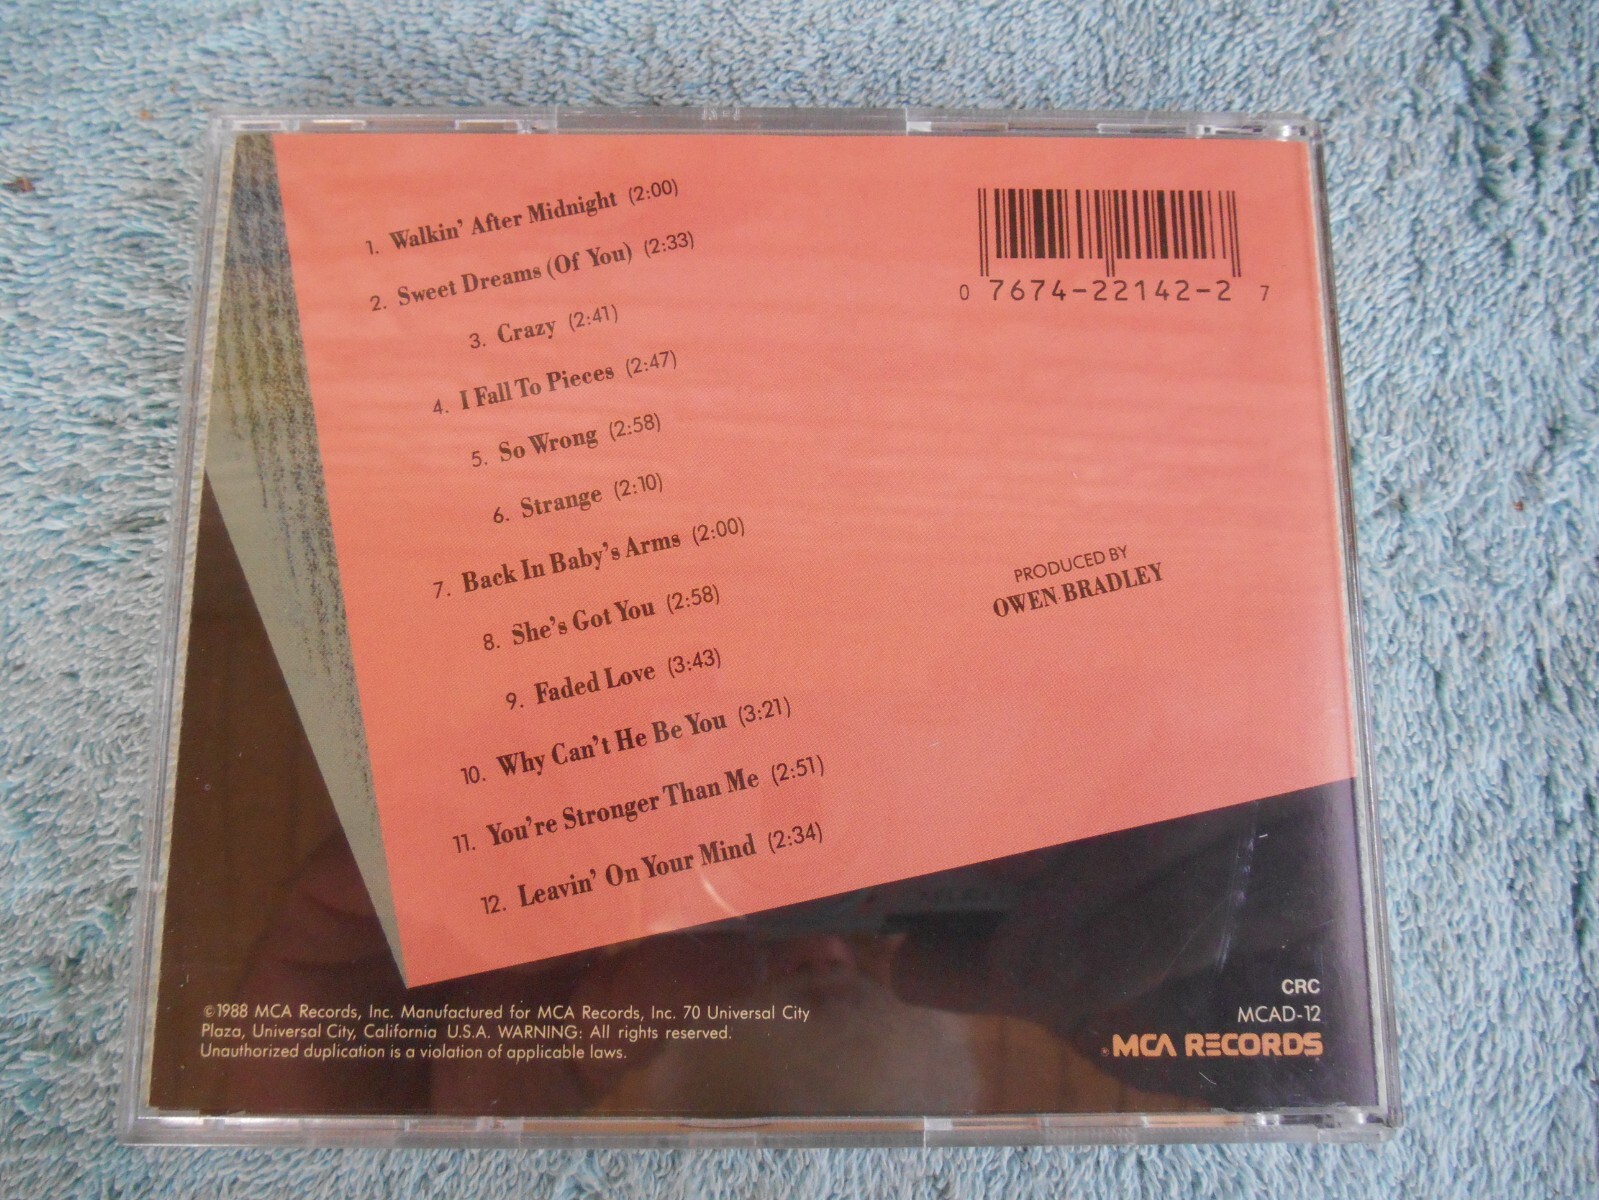 1. Walkin' After Midnight (2:00)
2. Sweet Dreams (Of You) (2:33)
3. Crazy (2:41)
4. I Fall To Pieces (2:47)
5. So Wrong (2:58)
6. Strange (2:10)
7. Back In Baby's Arms (2:00)
8. She's Got You (2:58)
9. Faded Love (3:43)
10. Why Can't He Be You (3:21)
11. You're Stronger Than Me (2:51)
12. Leavin' On Your Mind (2:34)
0 7674-22142-2 7
PRODUCED BY
OWEN BRADLEY
©1988 MCA Records, Inc. Manufactured for MCA Records, Inc. 70 Universal City
Plaza, Universal City, California U.S.A. WARNING: All rights reserved.
Unauthorized duplication is a violation of applicable laws.
CRC
MCAD-12
MCA RECORDS